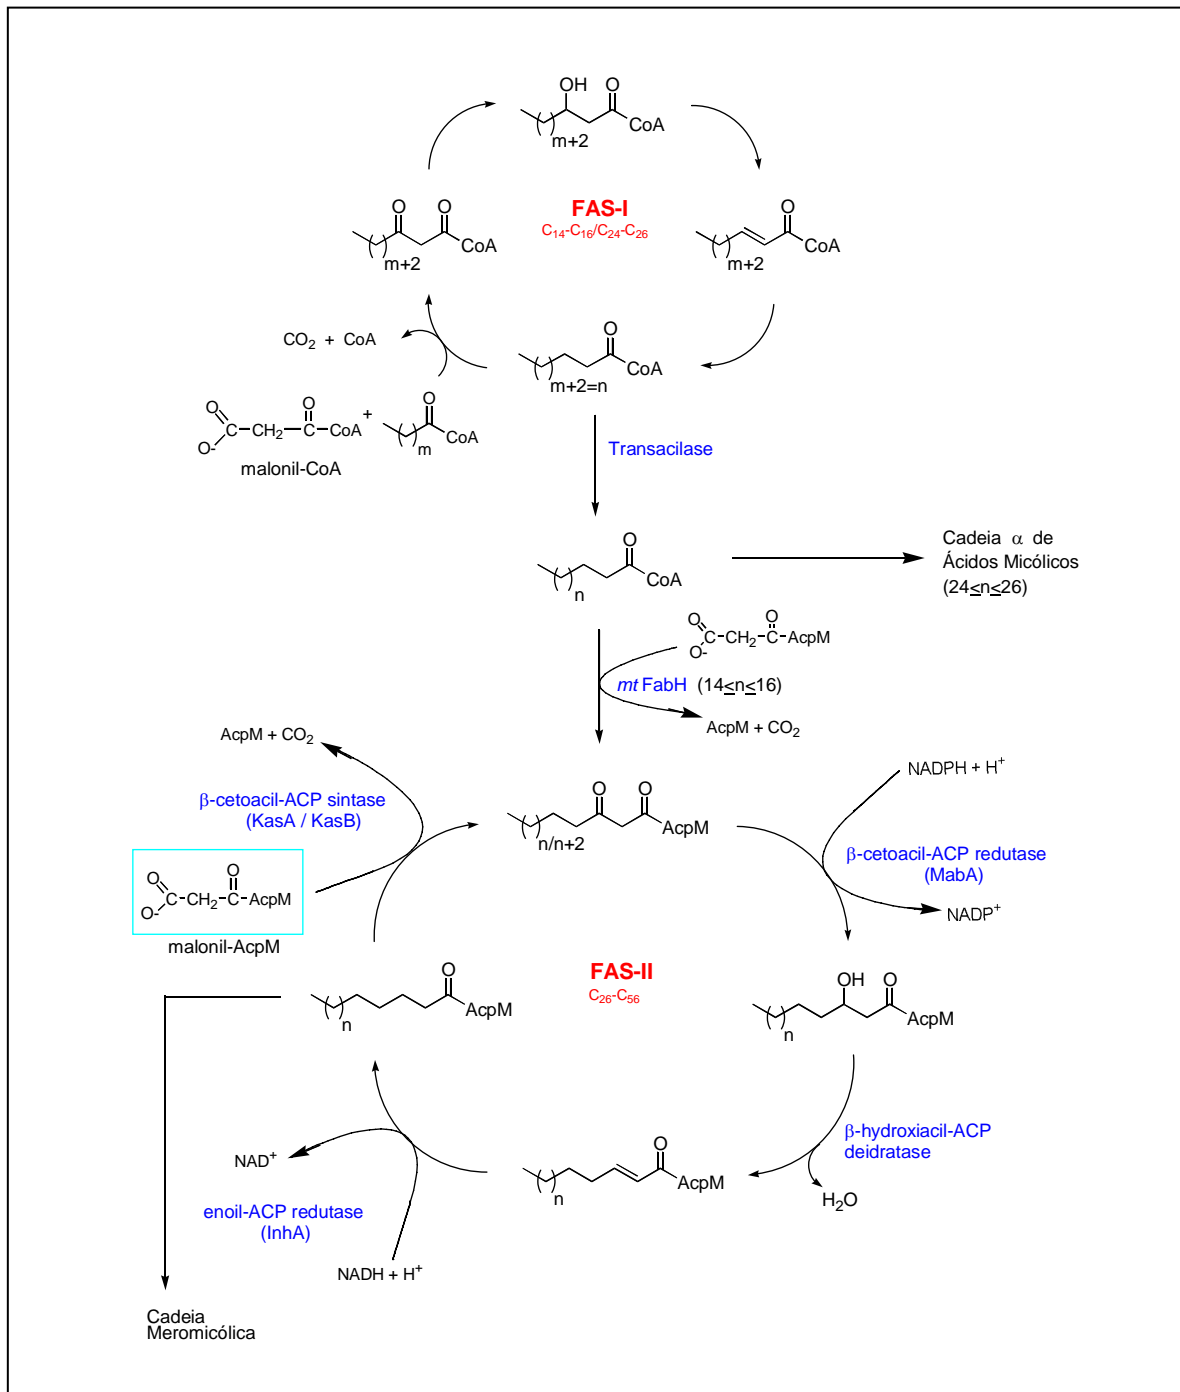 OH
O
CoA
m+2
O
O
CoA
m+2
FAS-I
C14-C16/C24-C26
O
CoA
m+2
CO2 + CoA
O
CoA
m+2=n
O
O-
C-CH2-C-CoA
O
+
O
CoA
m
malonil-CoA
Transacilase
O
CoA
n
Cadeia α de
Ácidos Micólicos
(24≤n≤26)
O
O-
C-CH2-C-AcpM
O
mt FabH (14≤n≤16)
AcpM + CO2
AcpM + CO2
NADPH + H+
β-cetoacil-ACP sintase
(KasA / KasB)
O
O
AcpM
n/n+2
β-cetoacil-ACP redutase
(MabA)
O
O-
C-CH2-C-AcpM
O
NADP+
malonil-AcpM
O
AcpM
n
FAS-II
C26-C56
OH
O
AcpM
n
β-hydroxiacil-ACP
deidratase
NAD+
O
AcpM
n
H2O
enoil-ACP redutase
(InhA)
NADH + H+
Cadeia
Meromicólica